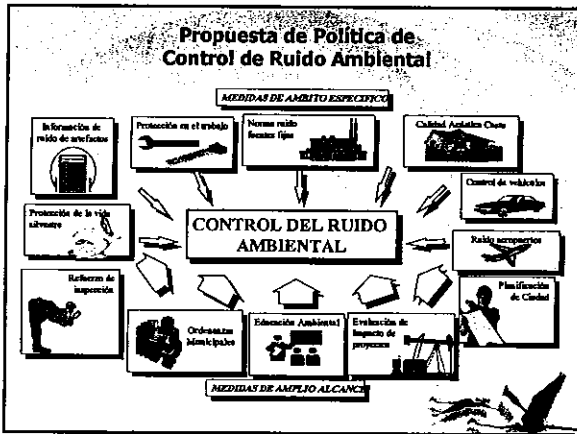 Propuesta de Política de
Control de Ruido Ambiental
MEDIDAS DE AMBITO ESPECIFICO
Información de
ruido de artefactos
Protección en el trabajo
Norma ruido
fuentes fijas
Calidad Acústica Casas
Control de vehículos
Protección de la vida
silvestre
CONTROL DEL RUIDO
AMBIENTAL
Ruido aeropuertos
Refuerzo de
inspección
Ordenanzas
Municipales
Educación Ambiental
Evaluación de
Impacto de
proyectos
Planificación
de Ciudad
MEDIDAS DE AMPLIO ALCANCE